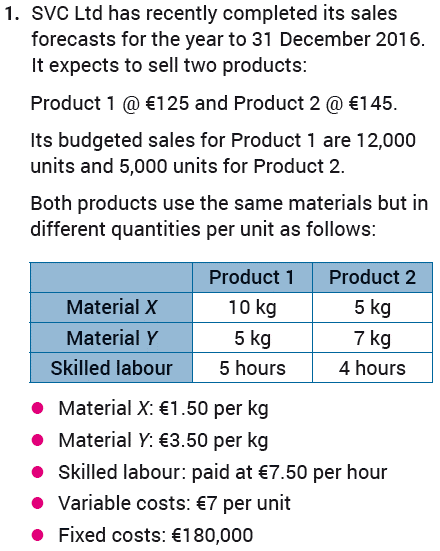 1. SVC Ltd has recently completed its sales
forecasts for the year to 31 December 2016.
It expects to sell two products:
Product 1 @ €125 and Product 2 @ €145.
Its budgeted sales for Product 1 are 12,000
units and 5,000 units for Product 2.
Both products use the same materials but in
different quantities per unit as follows:
Product 1 Product 2
Material X 10 kg 5 kg
Material Y 5 kg 7 kg
Skilled labour 5 hours 4 hours
● Material X: €1.50 per kg
● Material Y: €3.50 per kg
● Skilled labour: paid at €7.50 per hour
● Variable costs: €7 per unit
● Fixed costs: €180,000